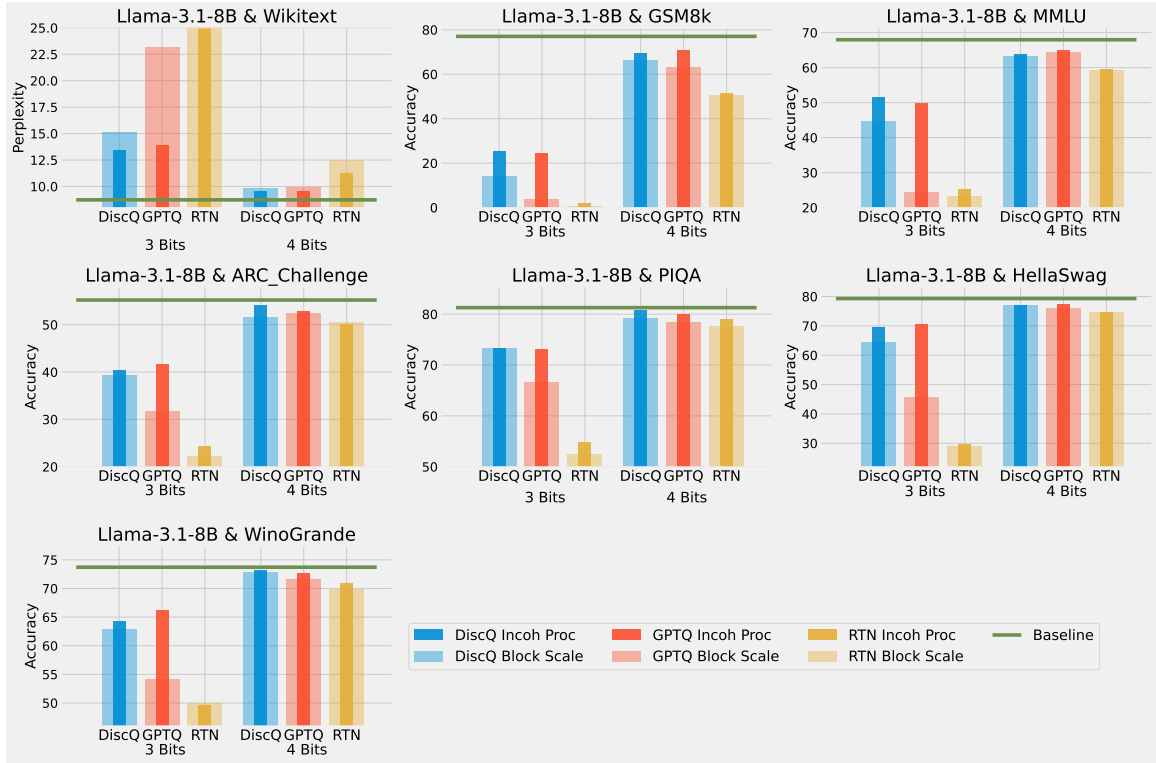 Llama-3.1-8B & Wikitext
Perplexity
25.0
22.5
20.0
17.5
15.0
12.5
10.0
DiscQ GPTQ RTN DiscQ GPTQ RTN
3 Bits 4 Bits
Llama-3.1-8B & GSM8k
Accuracy
80
60
40
20
0
DiscQ GPTQ RTN DiscQ GPTQ RTN
3 Bits 4 Bits
Llama-3.1-8B & MMLU
Accuracy
70
60
50
40
30
20
DiscQ GPTQ RTN DiscQ GPTQ RTN
3 Bits 4 Bits
Llama-3.1-8B & ARC_Challenge
Accuracy
50
40
30
20
DiscQ GPTQ RTN DiscQ GPTQ RTN
3 Bits 4 Bits
Llama-3.1-8B & PIQA
Accuracy
80
70
60
50
DiscQ GPTQ RTN DiscQ GPTQ RTN
3 Bits 4 Bits
Llama-3.1-8B & HellaSwag
Accuracy
80
70
60
50
40
30
DiscQ GPTQ RTN DiscQ GPTQ RTN
3 Bits 4 Bits
Llama-3.1-8B & WinoGrande
Accuracy
75
70
65
60
55
50
DiscQ GPTQ RTN DiscQ GPTQ RTN
3 Bits 4 Bits
DiscQ Incoh Proc GPTQ Incoh Proc RTN Incoh Proc Baseline
DiscQ Block Scale GPTQ Block Scale RTN Block Scale